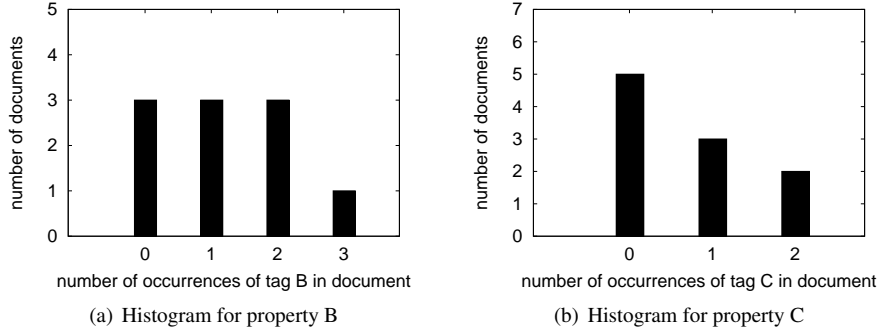 5
4
3
2
1
0
number of documents
0 1 2 3
number of occurrences of tag B in document
(a) Histogram for property B
7
6
5
4
3
2
1
0
number of documents
0 1 2
number of occurrences of tag C in document
(b) Histogram for property C